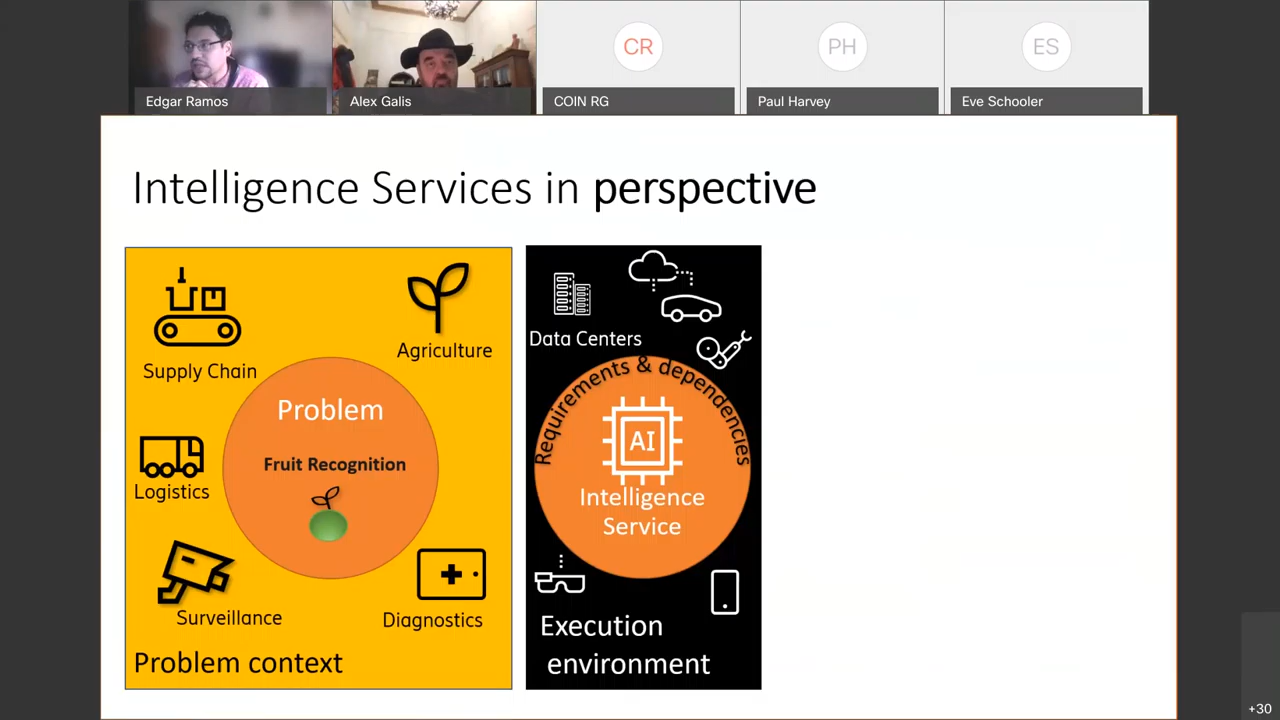 CR
PH
ES
Edgar Ramos
Alex Galis
COIN RG
Paul Harvey
Eve Schooler
Intelligence Services in perspective
Supply Chain
Agriculture
Problem
Fruit Recognition
Logistics
Surveillance
Diagnostics
Problem context
Data Centers
Requirements & dependencies
AI
Intelligence
Service
Execution
environment
+30